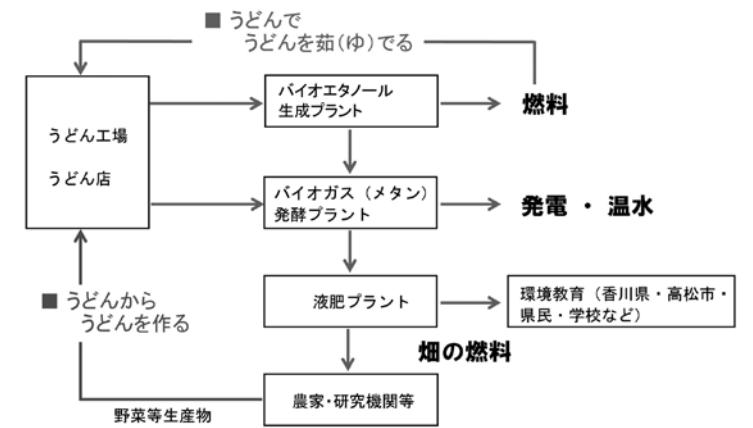 ■ うどんで
うどんを茹(ゆ)でる
うどん工場
うどん店
バイオエタノール
生成プラント
燃料
バイオガス（メタン）
発酵プラント
発電 ・ 温水
■ うどんから
うどんを作る
液肥プラント
環境教育（香川県・高松市・
県民・学校など）
畑の燃料
農家・研究機関等
野菜等生産物